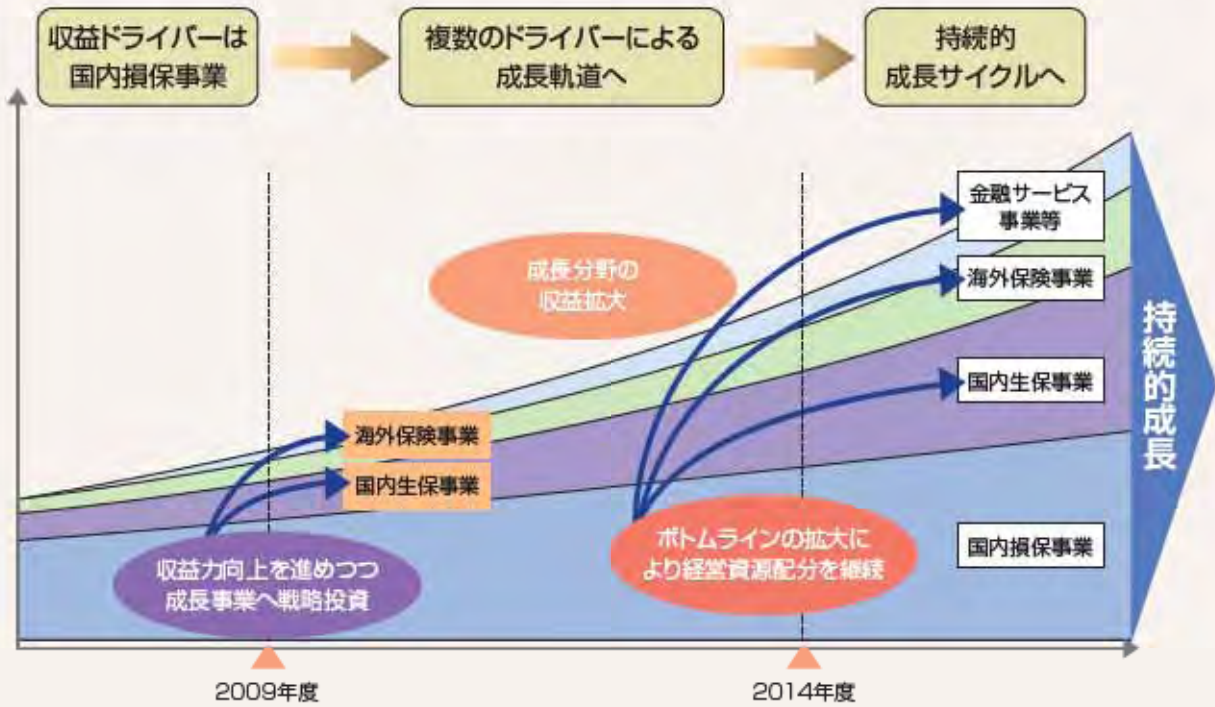 収益ドライバーは
国内損保事業
複数のドライバーによる
成長軌道へ
持続的
成長サイクルへ
金融サービス
事業等
成長分野の
収益拡大
海外保険事業
持続的成長
国内生保事業
海外保険事業
国内生保事業
ボトムラインの拡大に
より経営資源配分を継続
国内損保事業
収益力向上を進めつつ
成長事業へ戦略投資
2009年度
2014年度